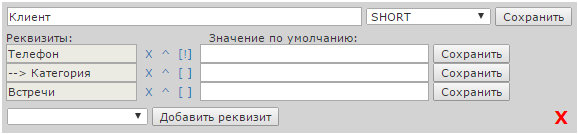 Клиент SHORT Сохранить
Реквизиты: Значение по умолчанию:
Телефон X ^ [!] Сохранить
--> Категория X ^ [ ] Сохранить
Встречи X ^ [ ] Сохранить
Добавить реквизит X